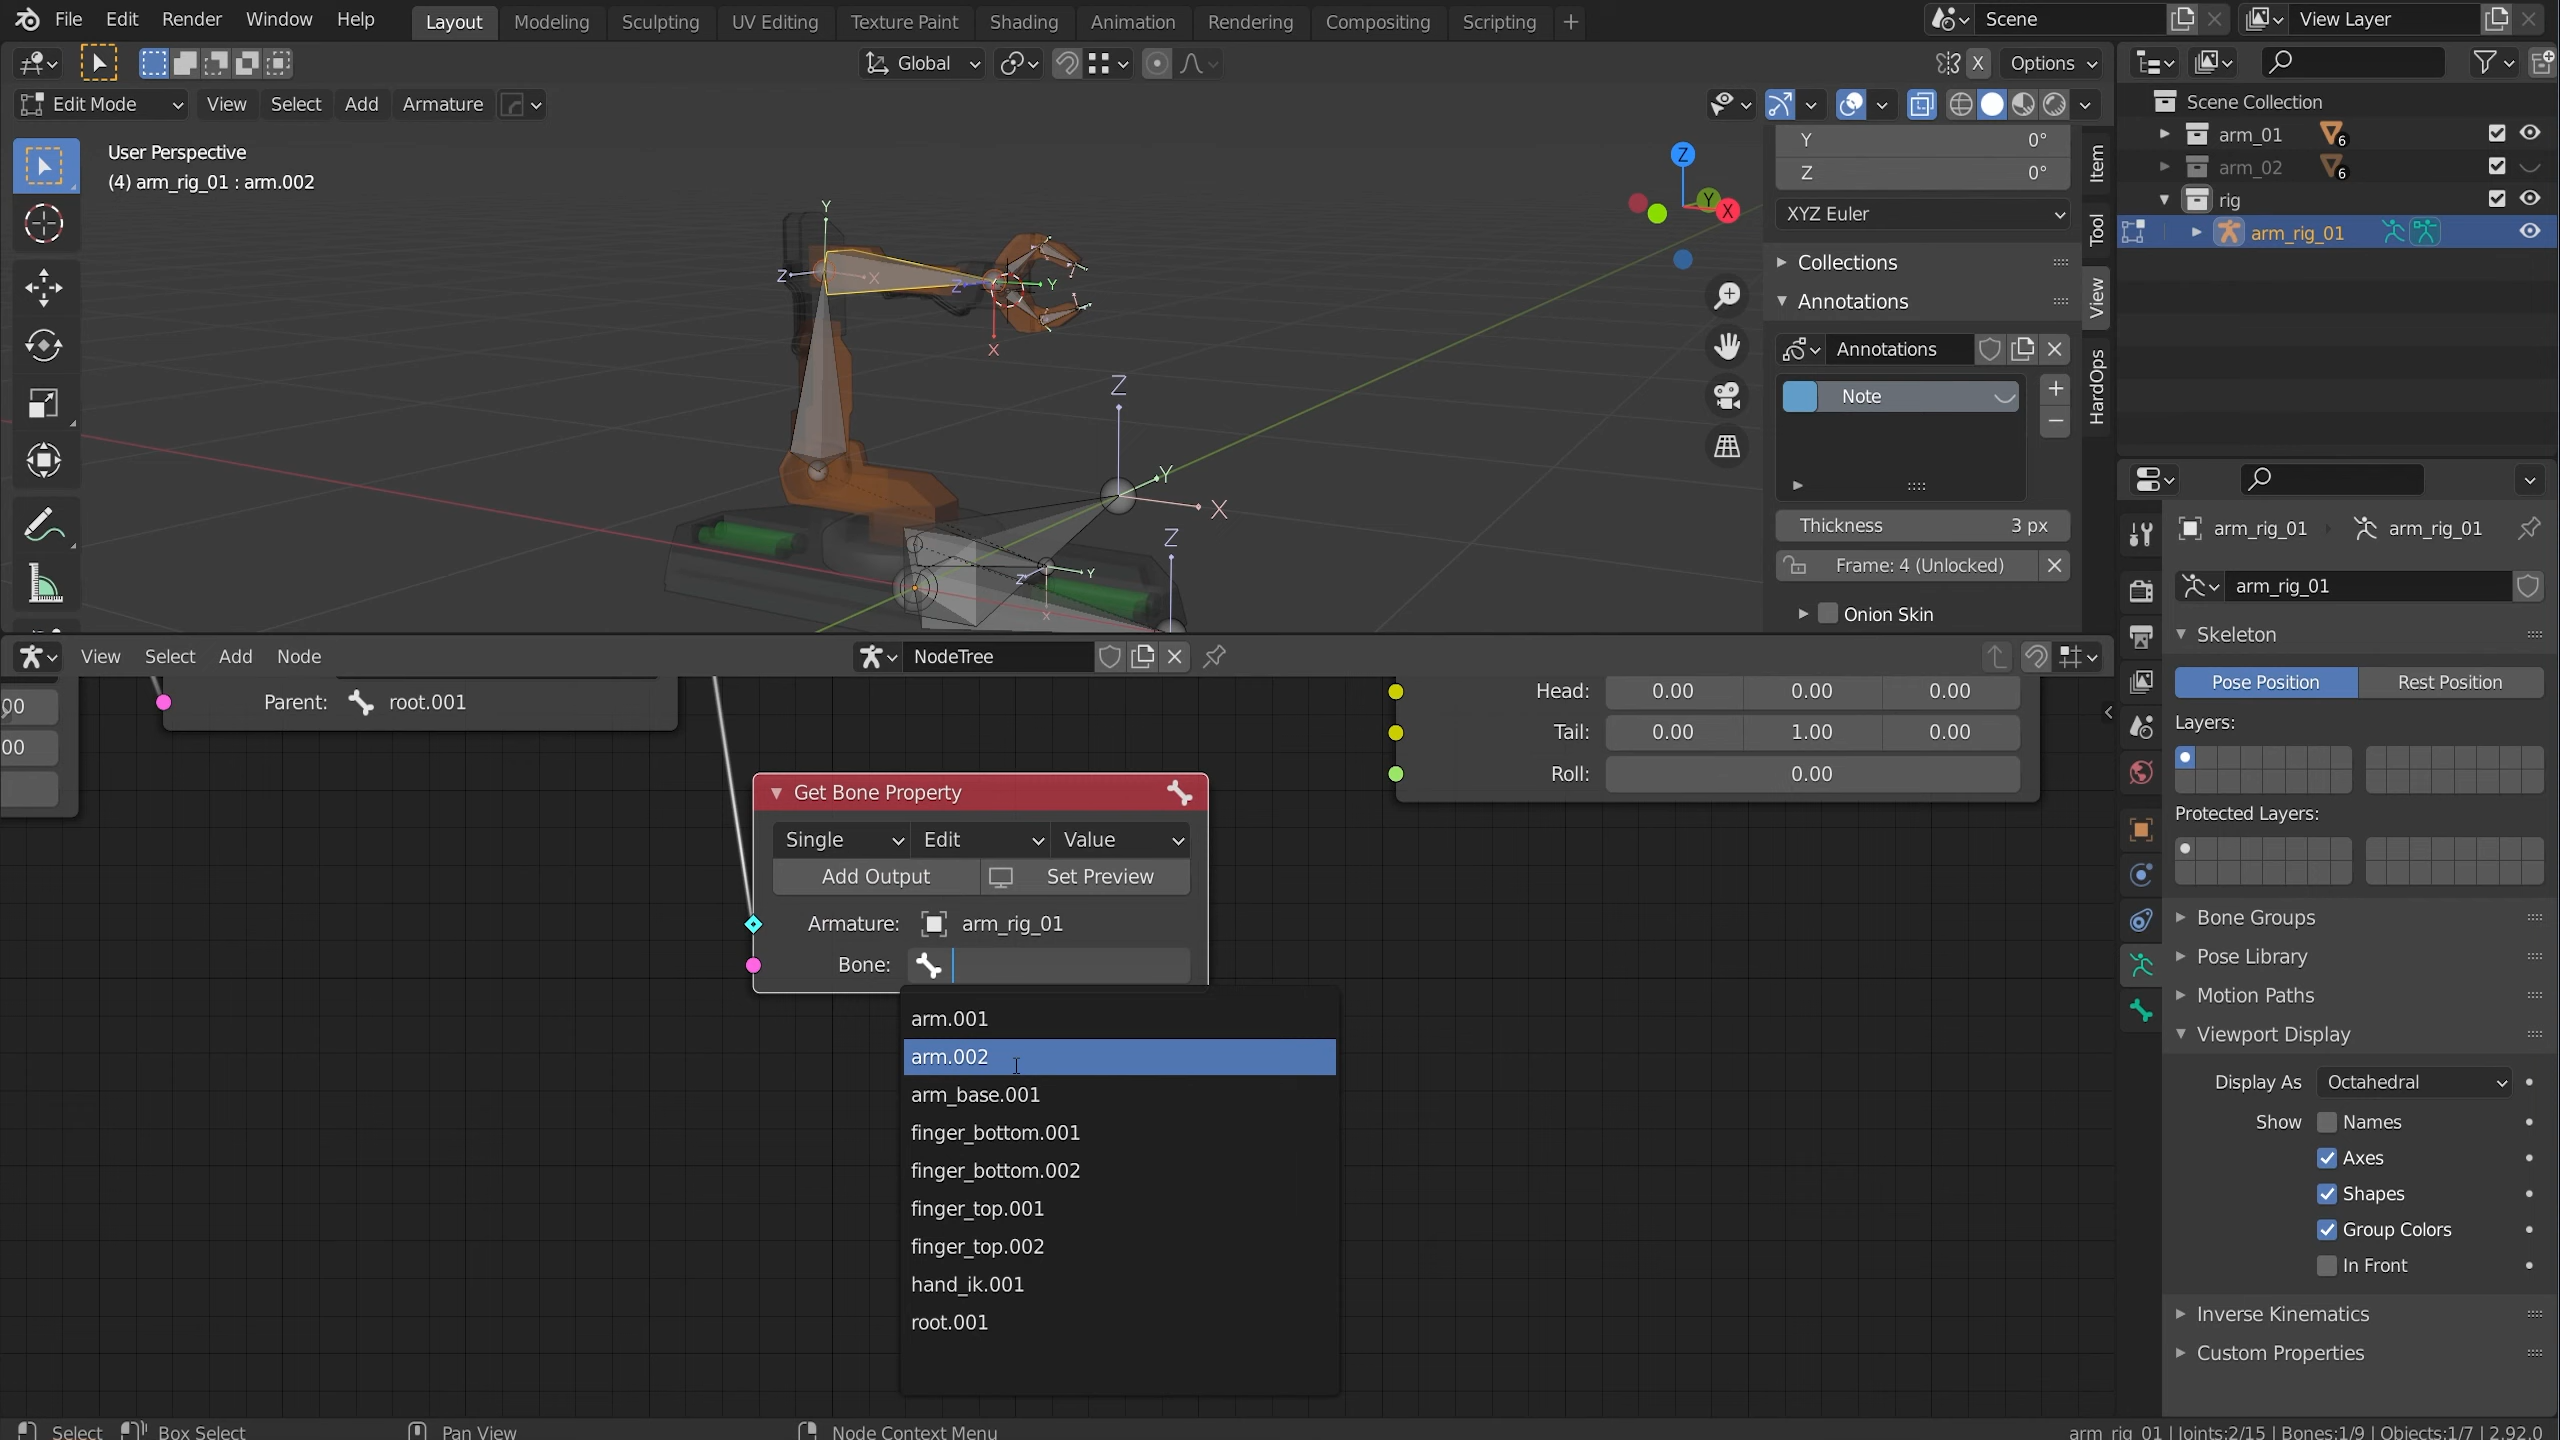 File Edit Render Window Help Layout Modeling Sculpting UV Editing Texture Paint Shading Animation Rendering Compositing Scripting + Scene View Layer
Global X Options
Edit Mode View Select Add Armature
User Perspective
(4) arm_rig_01 : arm.002
Y
Z
X
Z
Y
X
Z
Y
X
Z
Y
X
Z
Z
Y
X
Y 0°
Z 0°
XYZ Euler
Collections
Annotations
Annotations
Note
Thickness 3 px
Frame: 4 (Unlocked)
Onion Skin
Item
Tool
View
HardOps
Scene Collection
arm_01 6
arm_02 6
rig
arm_rig_01
arm_rig_01 arm_rig_01
arm_rig_01
Skeleton
Pose Position Rest Position
Layers:
Protected Layers:
Bone Groups
Pose Library
Motion Paths
Viewport Display
Display As Octahedral
Show Names
Axes
Shapes
Group Colors
In Front
Inverse Kinematics
Custom Properties
View Select Add Node NodeTree
00
00
Parent: root.001
Head: 0.00 0.00 0.00
Tail: 0.00 1.00 0.00
Roll: 0.00
Get Bone Property
Single Edit Value
Add Output Set Preview
Armature: arm_rig_01
Bone:
arm.001
arm.002
arm_base.001
finger_bottom.001
finger_bottom.002
finger_top.001
finger_top.002
hand_ik.001
root.001
Select Box Select Pan View Node Context Menu arm_rig_01 | Joints:2/15 | Bones:1/9 | Objects:1/7 | 2.92.0